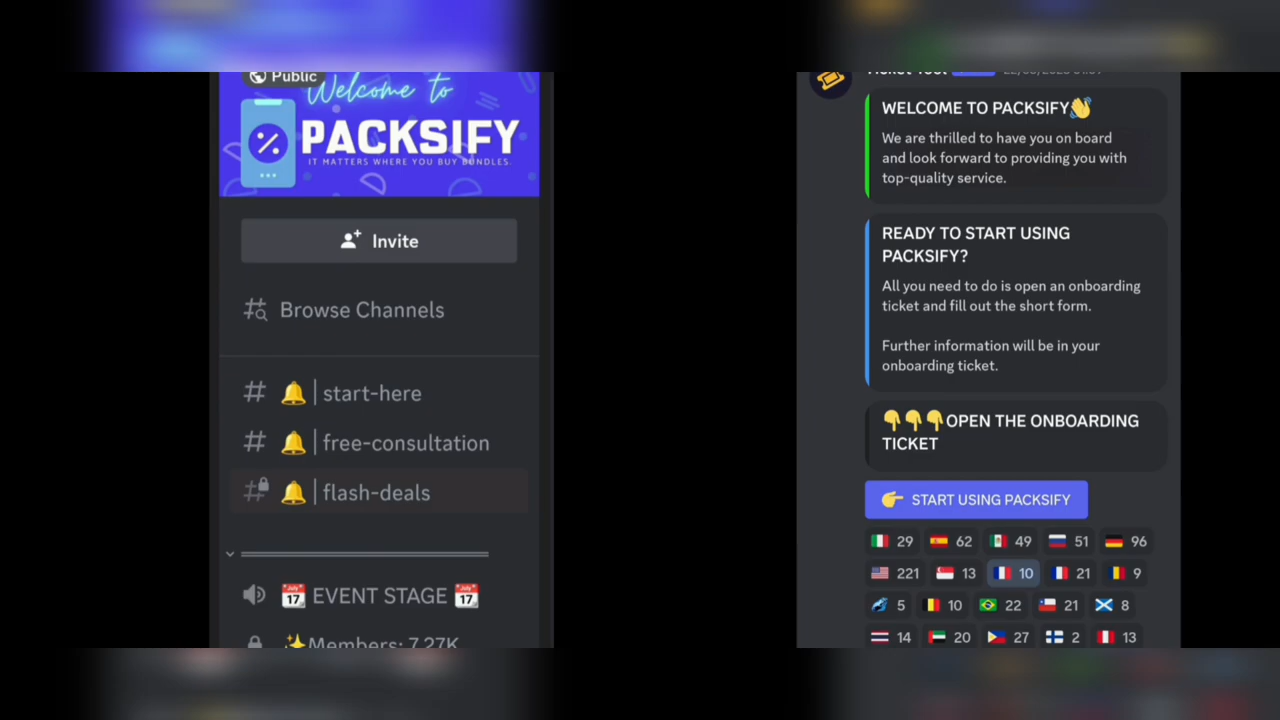 Public
Welcome to
PACKSIFY
IT MATTERS WHERE YOU BUY BUNDLES.
Invite
Browse Channels
start-here
free-consultation
flash-deals
EVENT STAGE
Members: 7.27K
Ticket Tool
WELCOME TO PACKSIFY
We are thrilled to have you on board
and look forward to providing you with
top-quality service.
READY TO START USING
PACKSIFY?
All you need to do is open an onboarding
ticket and fill out the short form.
Further information will be in your
onboarding ticket.
OPEN THE ONBOARDING
TICKET
START USING PACKSIFY
29 62 49 51 96
221 13 10 21 9
5 10 22 21 8
14 20 27 2 13